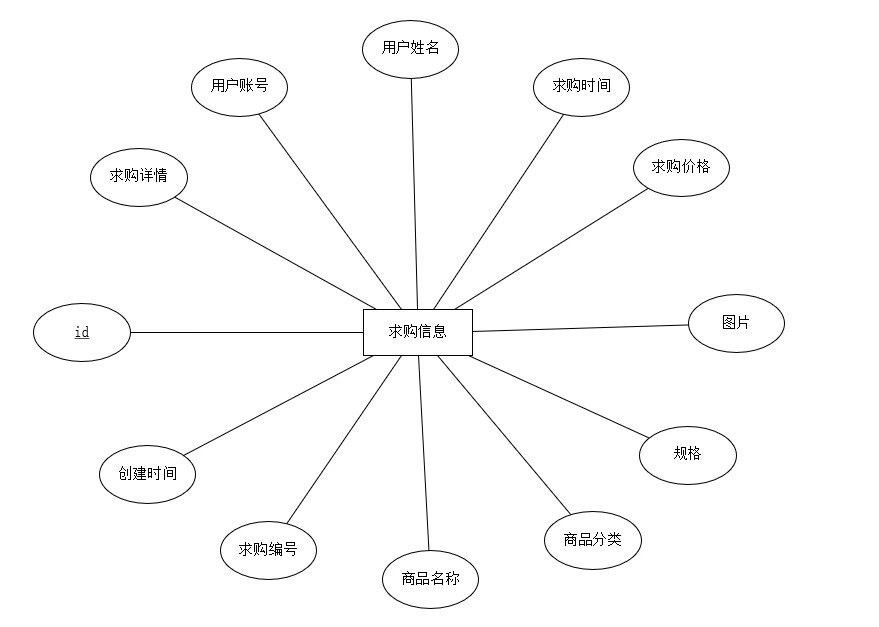 用户姓名
用户账号
求购时间
求购价格
求购详情
图片
id
求购信息
规格
创建时间
商品分类
求购编号
商品名称